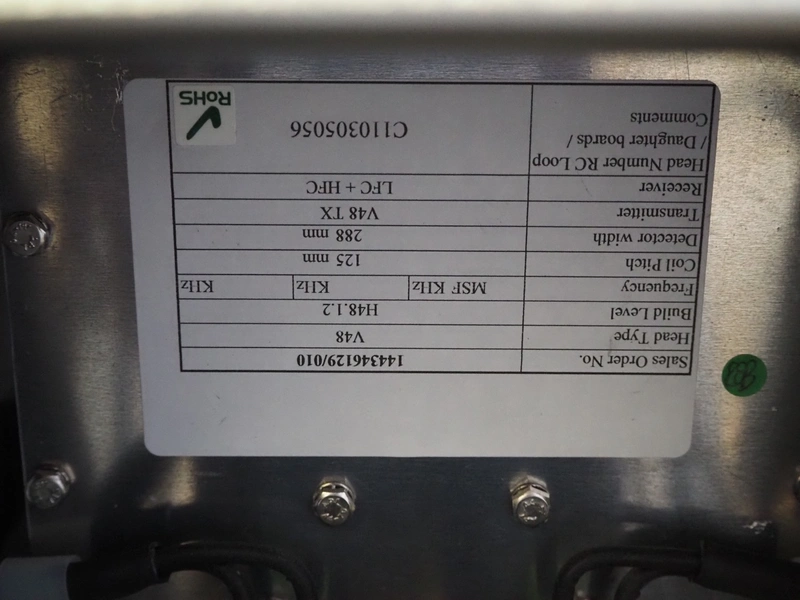 Sales Order No. 144346129/010
Head Type V48
Build Level H48.1.2
Frequency MSF KHz KHz KHz
Coil Pitch 125 mm
Detector width 288 mm
Transmitter V48 TX
Receiver LFC + HFC
Head Number RC Loop
/ Daughter boards /
Comments
C110305056
RoHS